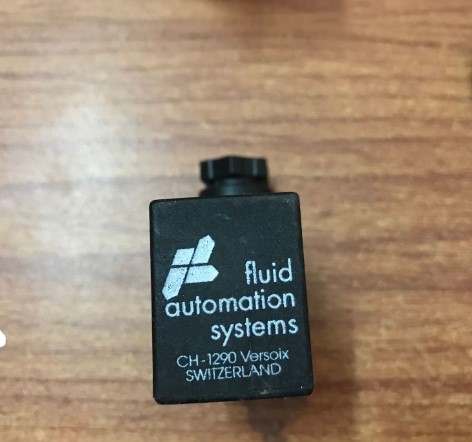 fluid
automation
systems
CH-1290 Versoix
SWITZERLAND